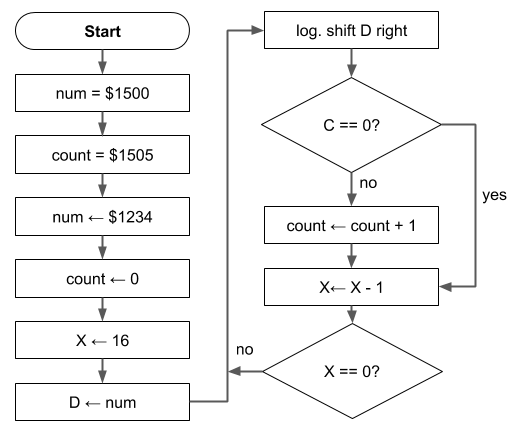 Start
num = $1500
count = $1505
num ← $1234
count ← 0
X ← 16
D ← num
log. shift D right
C == 0?
no
yes
count ← count + 1
X← X - 1
no
X == 0?